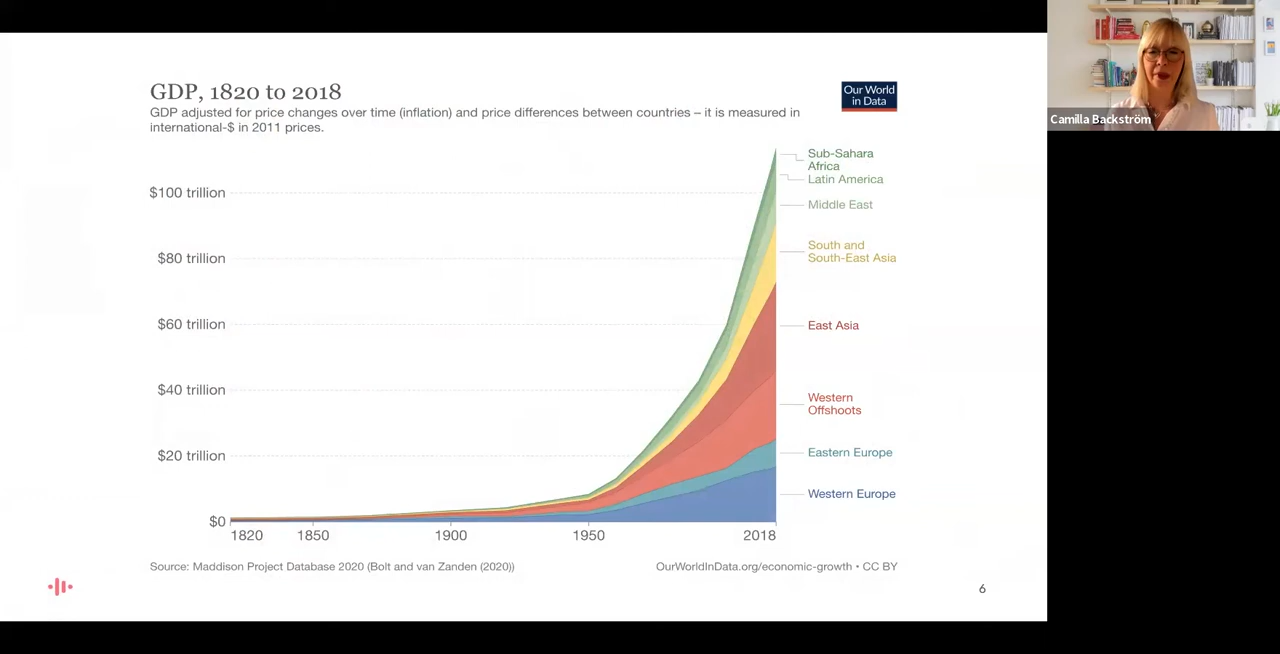 GDP, 1820 to 2018
GDP adjusted for price changes over time (inflation) and price differences between countries – it is measured in
international-$ in 2011 prices.
Our World
in Data
Camilla Backström
$100 trillion
$80 trillion
$60 trillion
$40 trillion
$20 trillion
$0
1820
1850
1900
1950
2018
Sub-Sahara
Africa
Latin America
Middle East
South and
South-East Asia
East Asia
Western
Offshoots
Eastern Europe
Western Europe
Source: Maddison Project Database 2020 (Bolt and van Zanden (2020))
OurWorldInData.org/economic-growth • CC BY
6